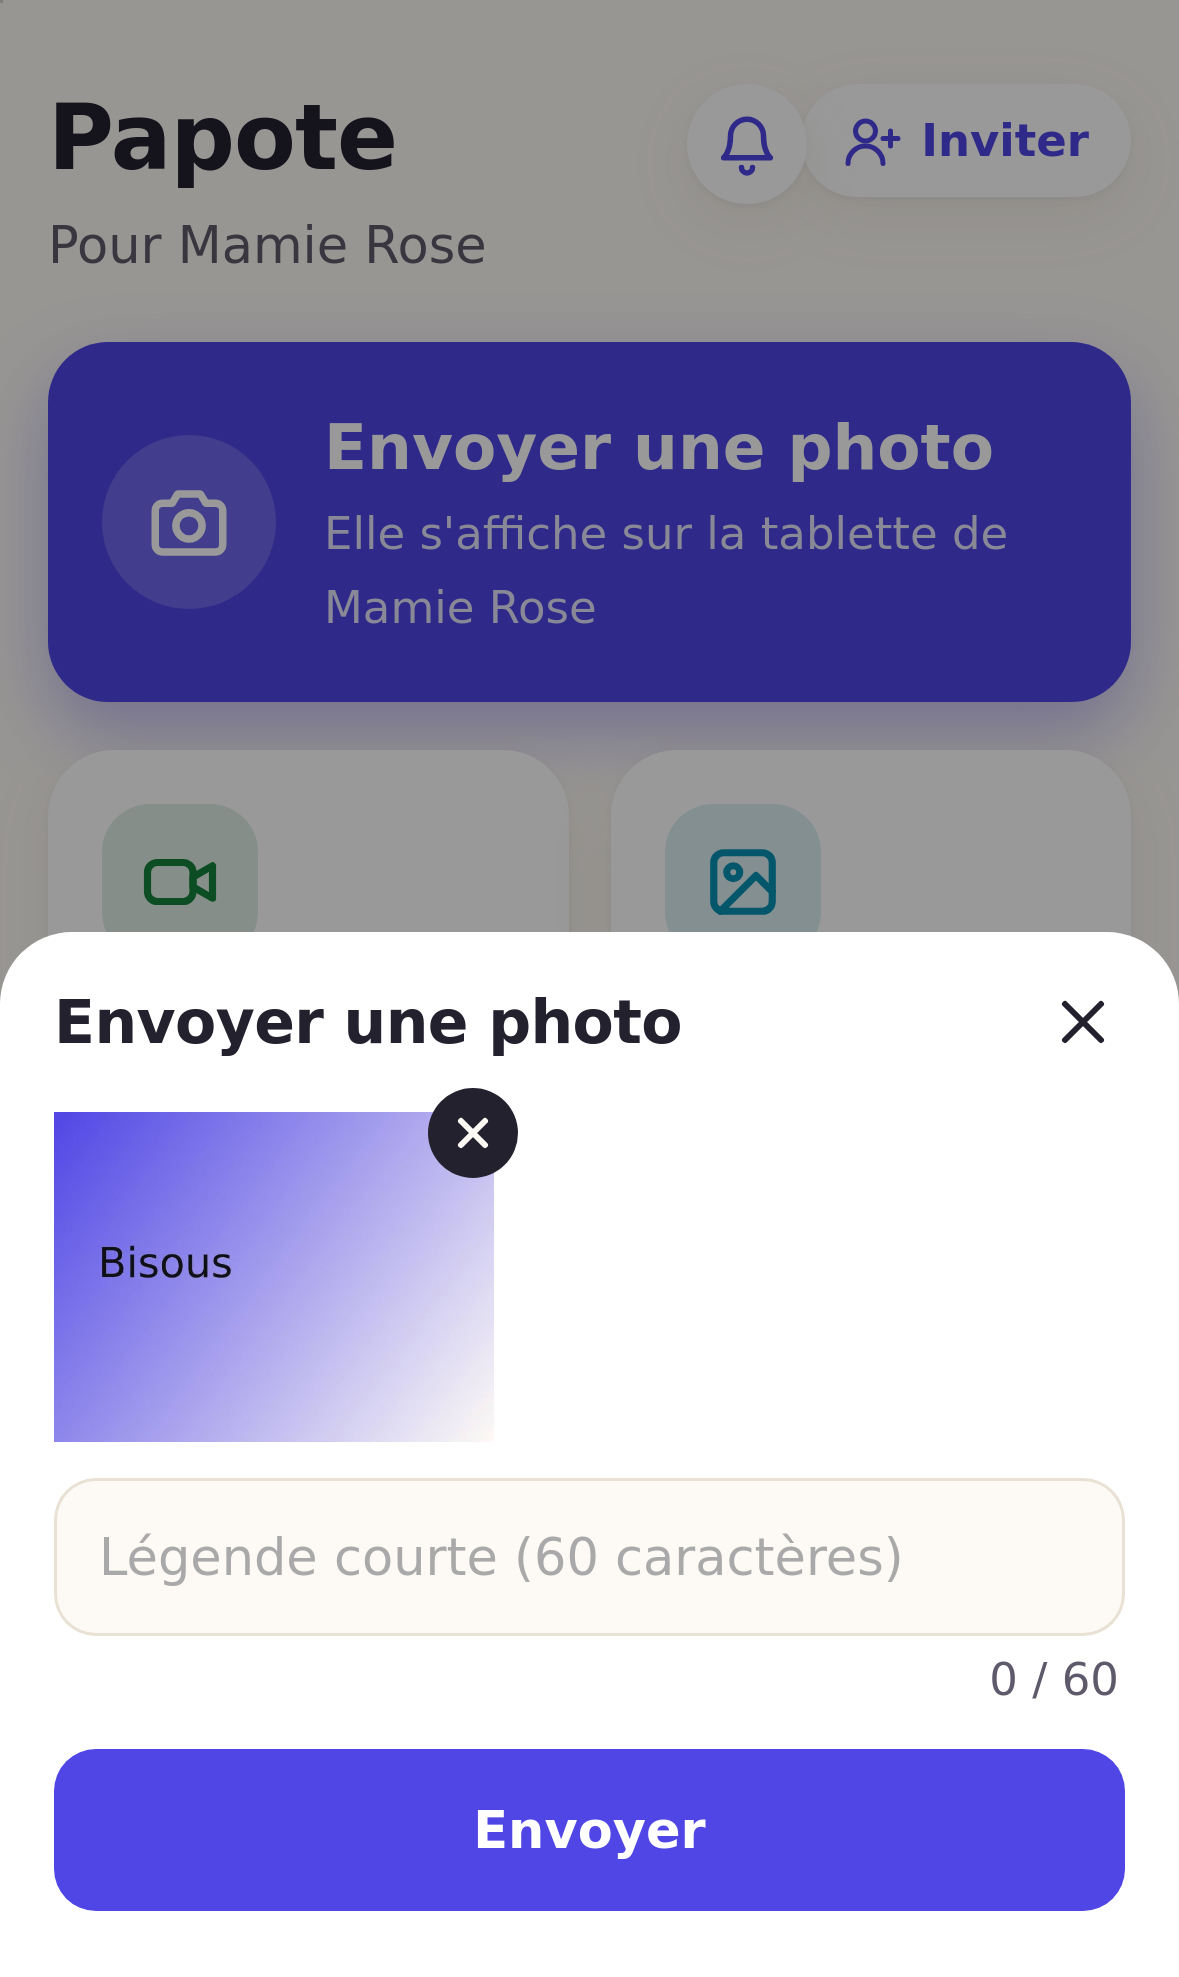 Papote
Inviter
Pour Mamie Rose
Envoyer une photo
Elle s'affiche sur la tablette de
Mamie Rose
Envoyer une photo
Bisous
Légende courte (60 caractères)
0 / 60
Envoyer